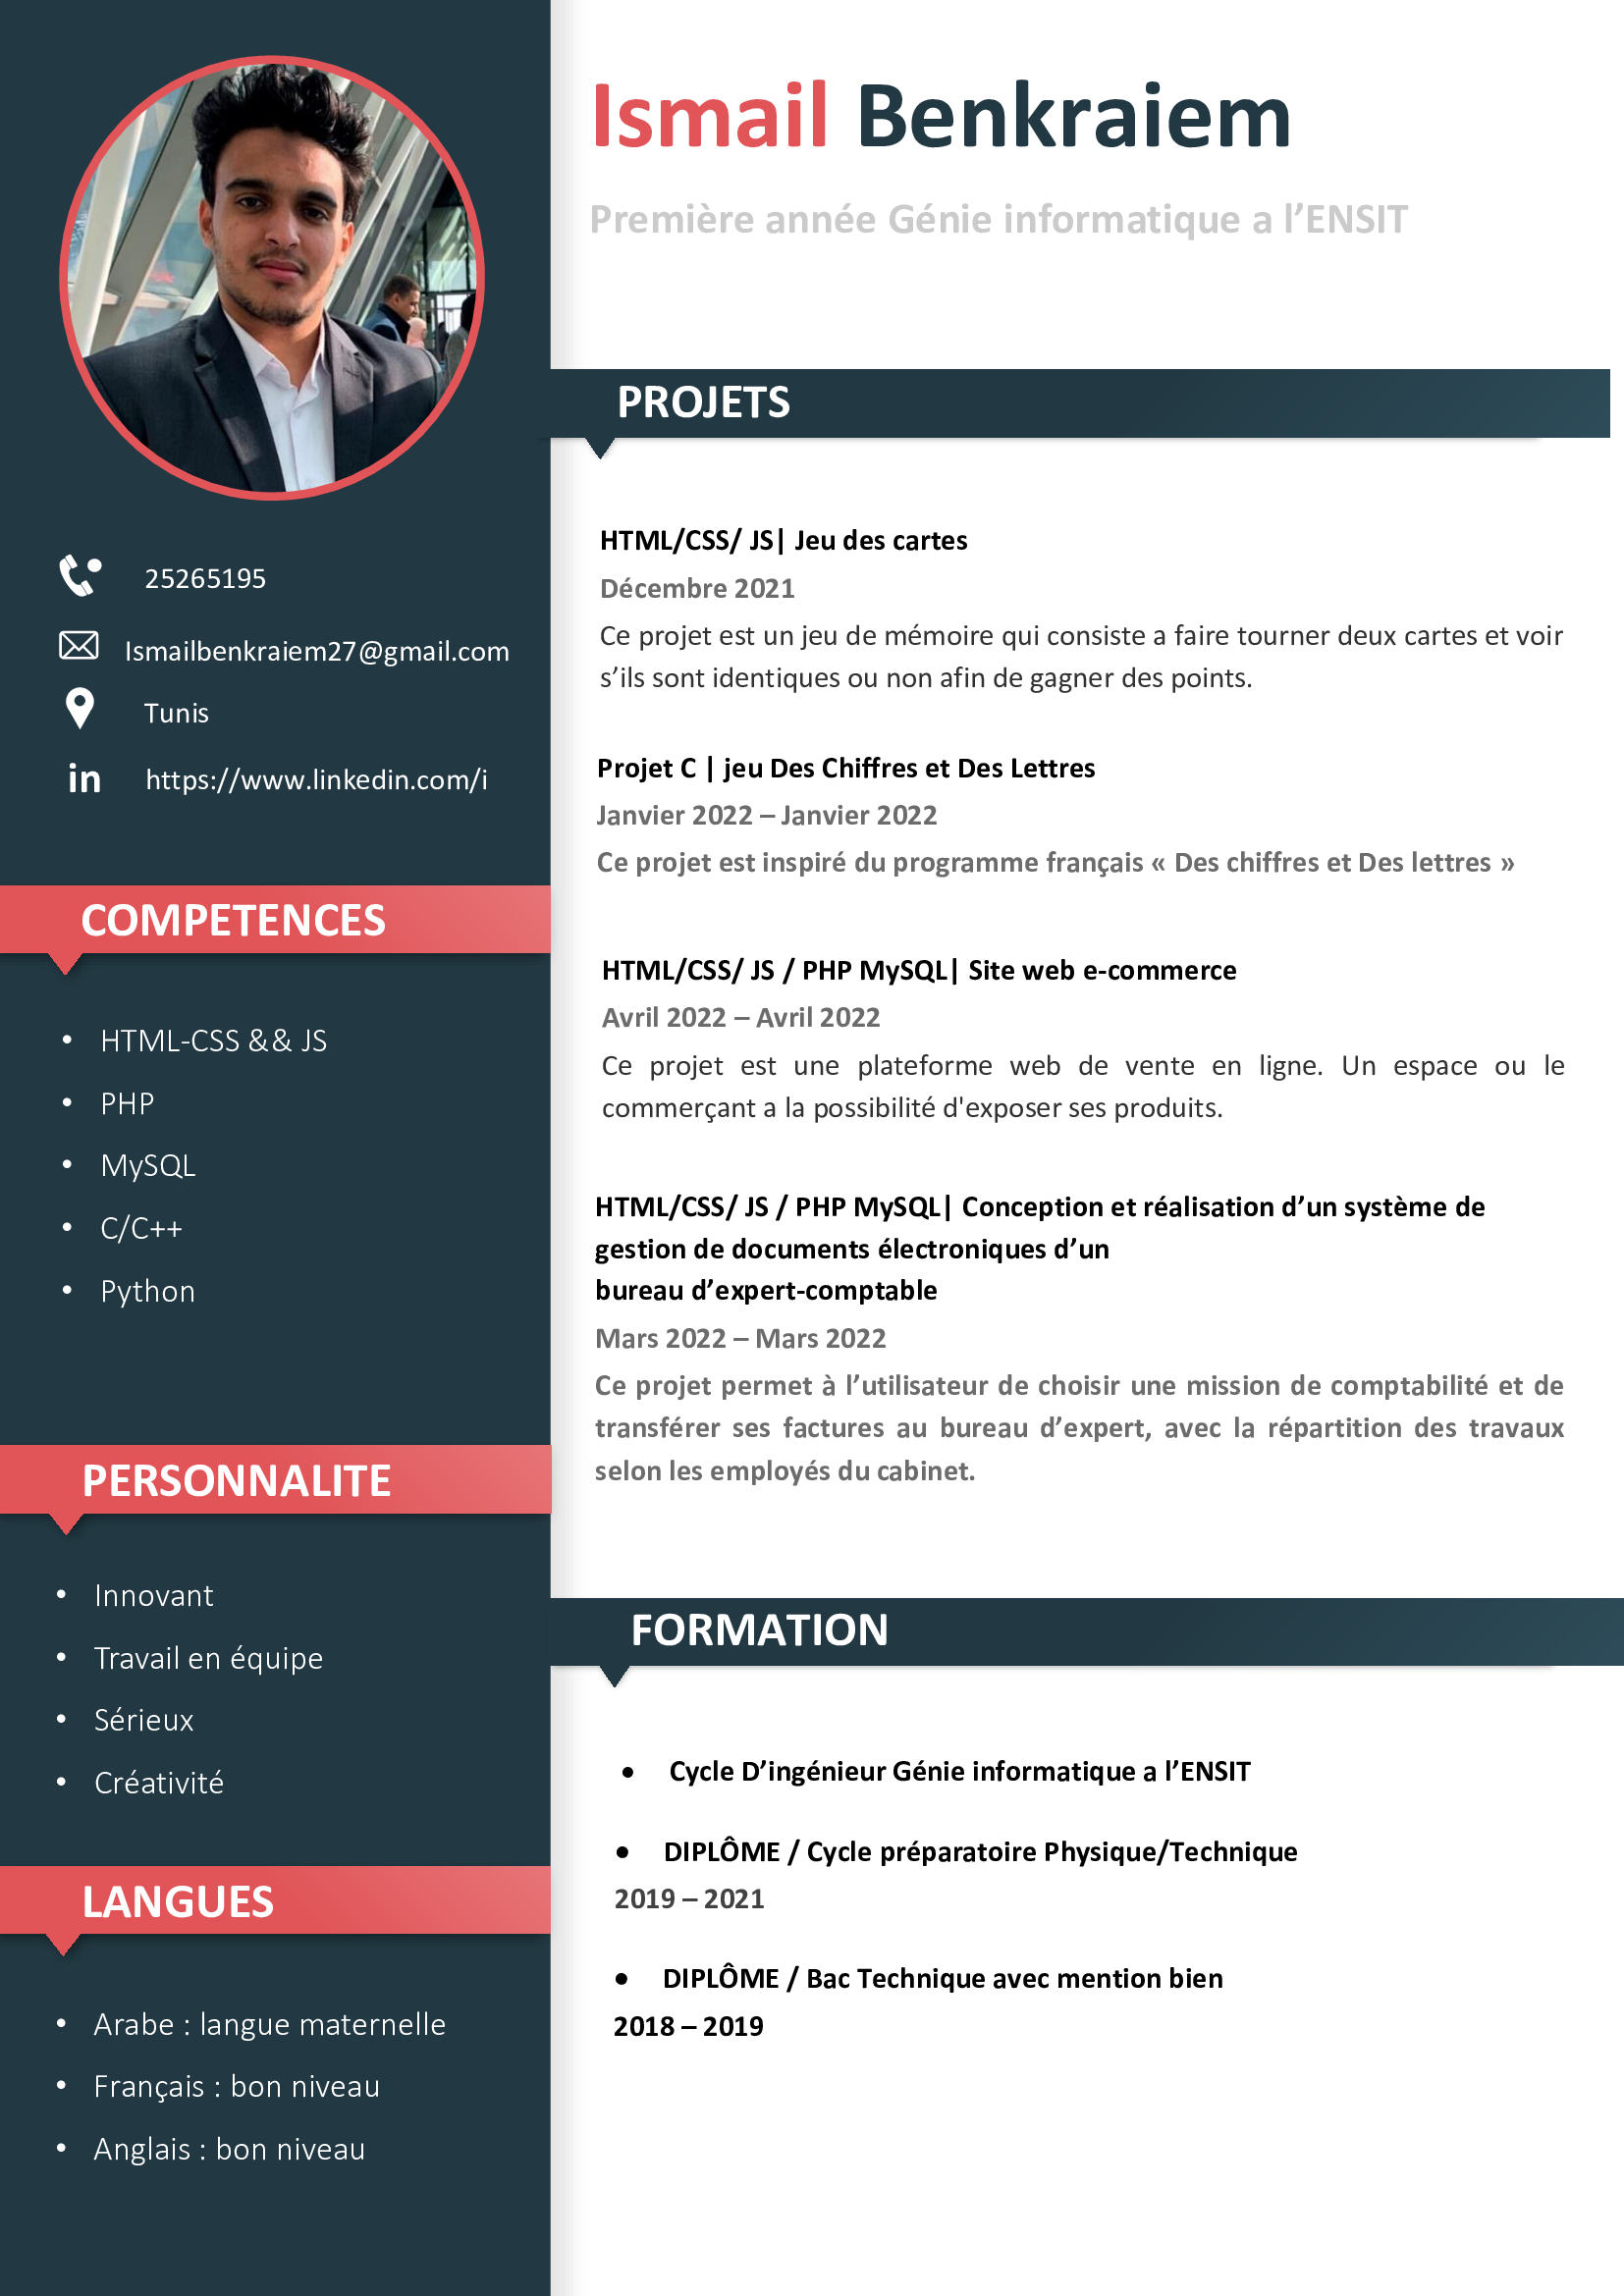 Ismail Benkraiem
Première année Génie informatique a l’ENSIT
25265195
Ismailbenkraiem27@gmail.com
Tunis
in https://www.linkedin.com/i
COMPETENCES
• HTML-CSS && JS
• PHP
• MySQL
• C/C++
• Python
PERSONNALITE
• Innovant
• Travail en équipe
• Sérieux
• Créativité
LANGUES
• Arabe : langue maternelle
• Français : bon niveau
• Anglais : bon niveau
PROJETS
HTML/CSS/ JS| Jeu des cartes
Décembre 2021
Ce projet est un jeu de mémoire qui consiste a faire tourner deux cartes et voir
s’ils sont identiques ou non afin de gagner des points.
Projet C | jeu Des Chiffres et Des Lettres
Janvier 2022 – Janvier 2022
Ce projet est inspiré du programme français « Des chiffres et Des lettres »
HTML/CSS/ JS / PHP MySQL| Site web e-commerce
Avril 2022 – Avril 2022
Ce projet est une plateforme web de vente en ligne. Un espace ou le
commerçant a la possibilité d'exposer ses produits.
HTML/CSS/ JS / PHP MySQL| Conception et réalisation d’un système de
gestion de documents électroniques d’un
bureau d’expert-comptable
Mars 2022 – Mars 2022
Ce projet permet à l’utilisateur de choisir une mission de comptabilité et de
transférer ses factures au bureau d’expert, avec la répartition des travaux
selon les employés du cabinet.
FORMATION
• Cycle D’ingénieur Génie informatique a l’ENSIT
• DIPLÔME / Cycle préparatoire Physique/Technique
2019 – 2021
• DIPLÔME / Bac Technique avec mention bien
2018 – 2019